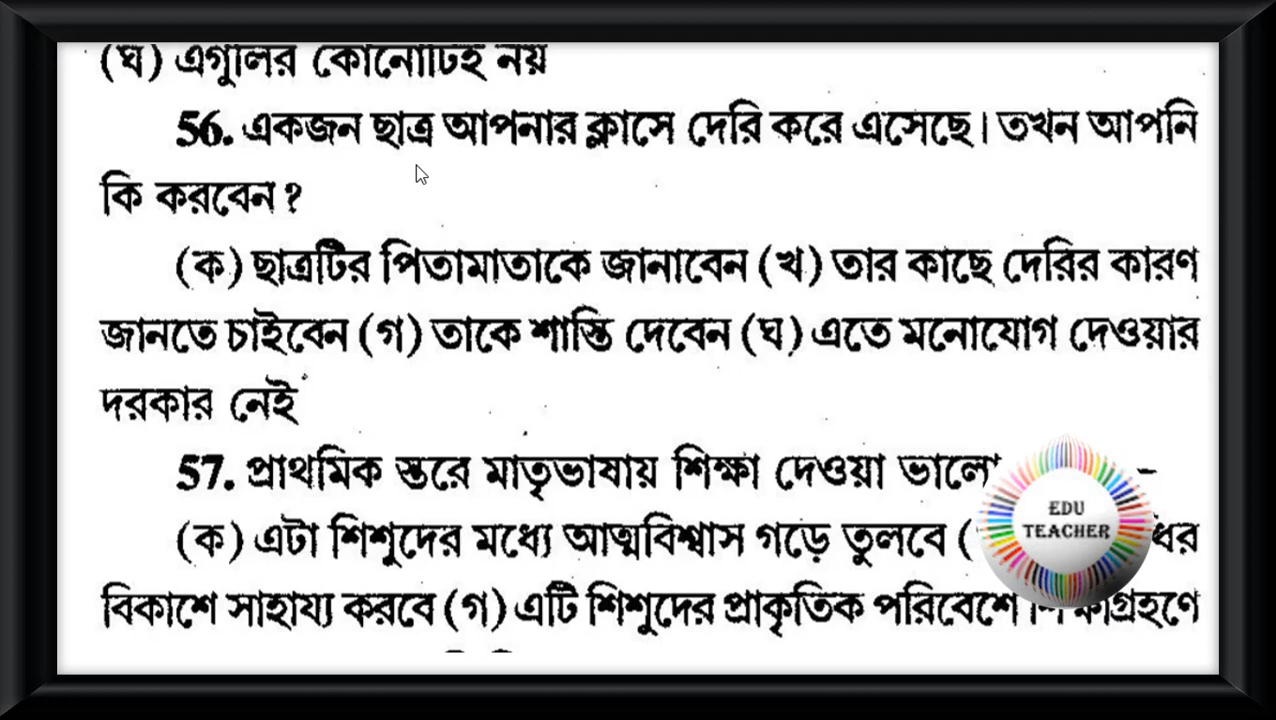 (ঘ) এগুলির কোনোটিই নয়
56. একজন ছাত্র আপনার ক্লাসে দেরি করে এসেছে। তখন আপনি
কি করবেন?
(ক) ছাত্রটির পিতামাতাকে জানাবেন (খ) তার কাছে দেরির কারণ
জানতে চাইবেন (গ) তাকে শাস্তি দেবেন (ঘ) এতে মনোযোগ দেওয়ার
দরকার নেই
57. প্রাথমিক স্তরে মাতৃভাষায় শিক্ষা দেওয়া ভালো –
(ক) এটা শিশুদের মধ্যে আত্মবিশ্বাস গড়ে তুলবে (
বিকাশে সাহায্য করবে (গ) এটি শিশুদের প্রাকৃতিক পরিবেশে শিক্ষাগ্রহণে
EDU
TEACHER